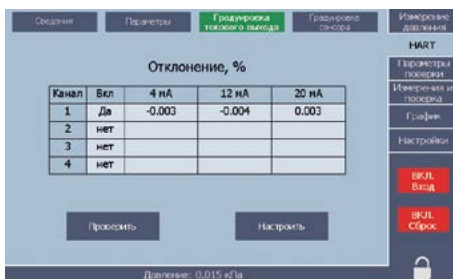 Сведения
Параметры
Градуировка
токового выхода
Градуировка
сенсора
Измерение
давления
HART
Параметры
поверки
Измерения и
поверка
График
Настройки
ВКЛ.
Вход
ВКЛ.
Сброс
Отклонение, %
Канал Вкл 4 мА 12 мА 20 мА
1 Да -0.003 -0.004 0.003
2 нет
3 нет
4 нет
Проверить
Настроить
Давление: 0,015 кПа